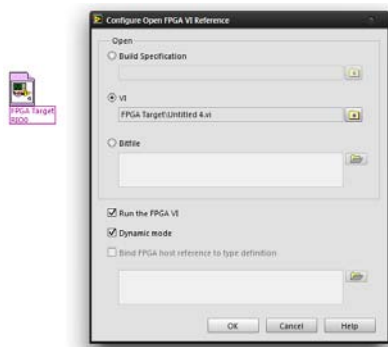 Configure Open FPGA VI Reference
Open
Build Specification
VI
FPGA Target\Untitled 4.vi
Bitfile
FPGA Target
RIO0
Run the FPGA VI
Dynamic mode
Bind FPGA host reference to type definition
OK Cancel Help